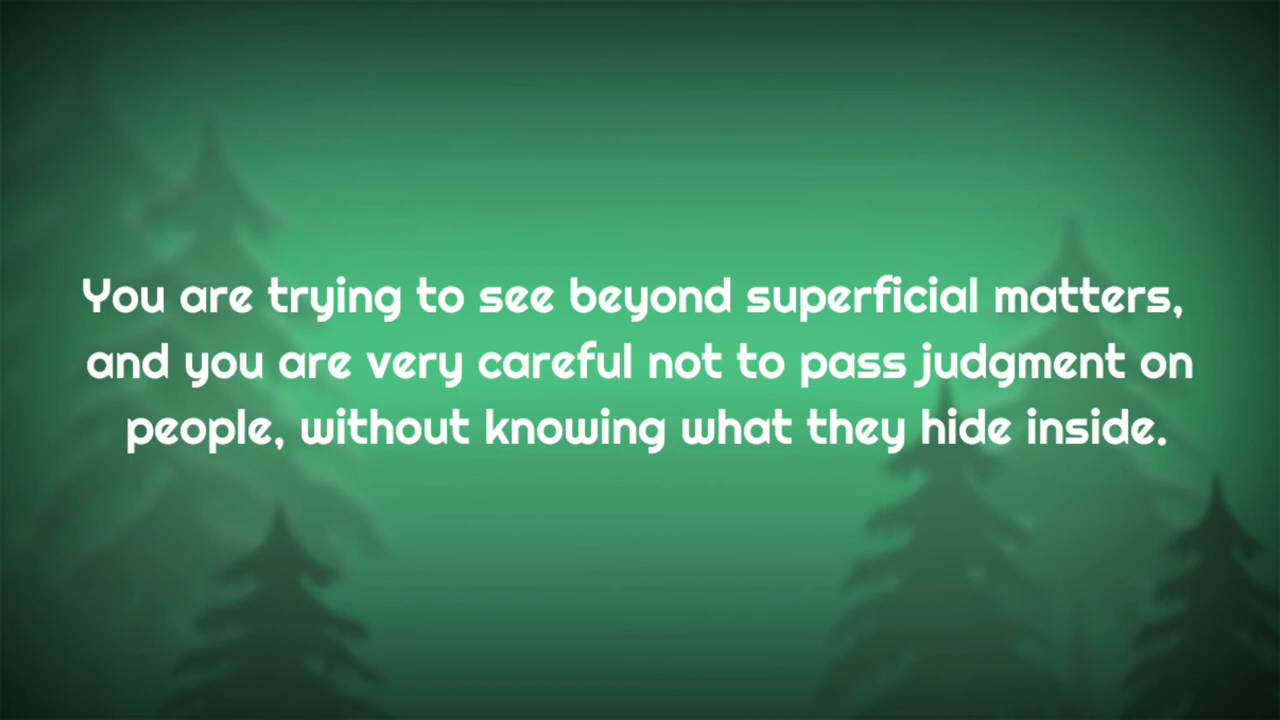 You are trying to see beyond superficial matters,
and you are very careful not to pass judgment on
people, without knowing what they hide inside.